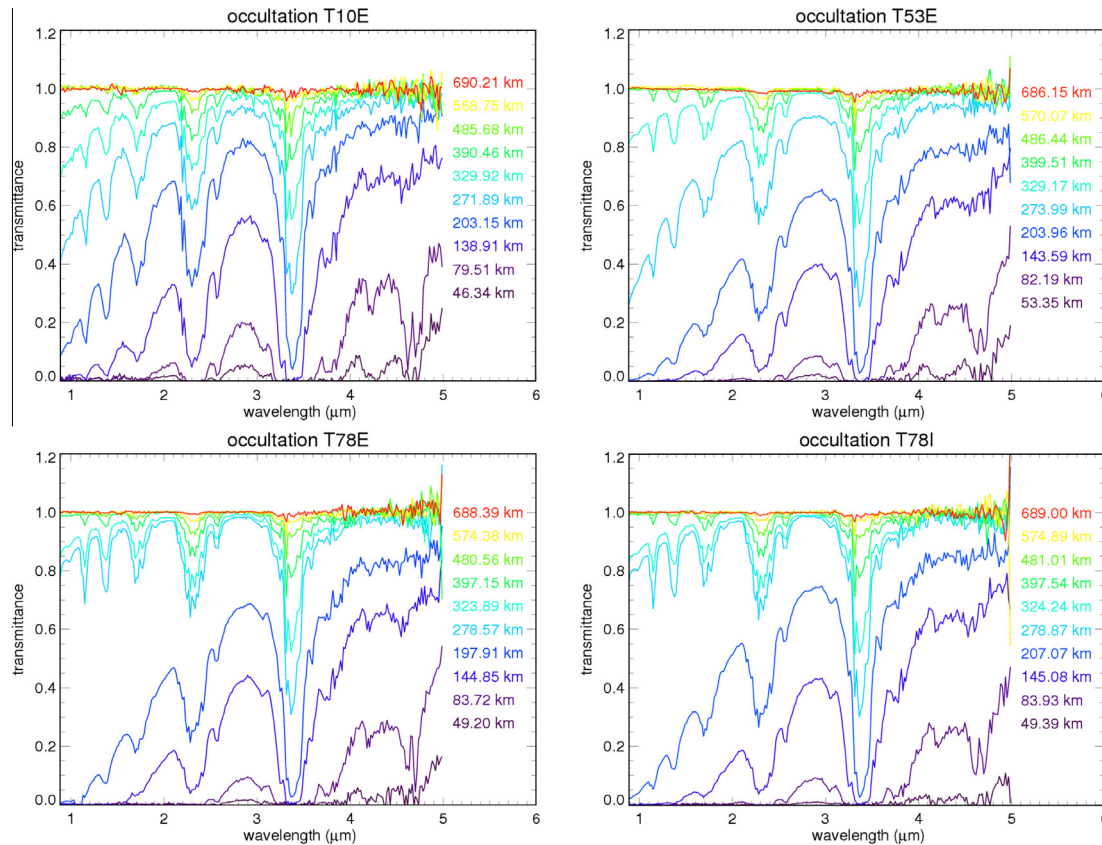 occultation T10E
1.2
1.0
0.8
0.6
0.4
0.2
0.0
transmittance
690.21 km
568.75 km
485.68 km
390.46 km
329.92 km
271.89 km
203.15 km
138.91 km
79.51 km
46.34 km
1 2 3 4 5 6
wavelength (μm)
occultation T53E
1.2
1.0
0.8
0.6
0.4
0.2
0.0
transmittance
686.15 km
570.07 km
486.44 km
399.51 km
329.17 km
273.99 km
203.96 km
143.59 km
82.19 km
53.35 km
1 2 3 4 5 6
wavelength (μm)
occultation T78E
1.2
1.0
0.8
0.6
0.4
0.2
0.0
transmittance
688.39 km
574.38 km
480.56 km
397.15 km
323.89 km
278.57 km
197.91 km
144.85 km
83.72 km
49.20 km
1 2 3 4 5 6
wavelength (μm)
occultation T78I
1.2
1.0
0.8
0.6
0.4
0.2
0.0
transmittance
689.00 km
574.89 km
481.01 km
397.54 km
324.24 km
278.87 km
207.07 km
145.08 km
83.93 km
49.39 km
1 2 3 4 5 6
wavelength (μm)